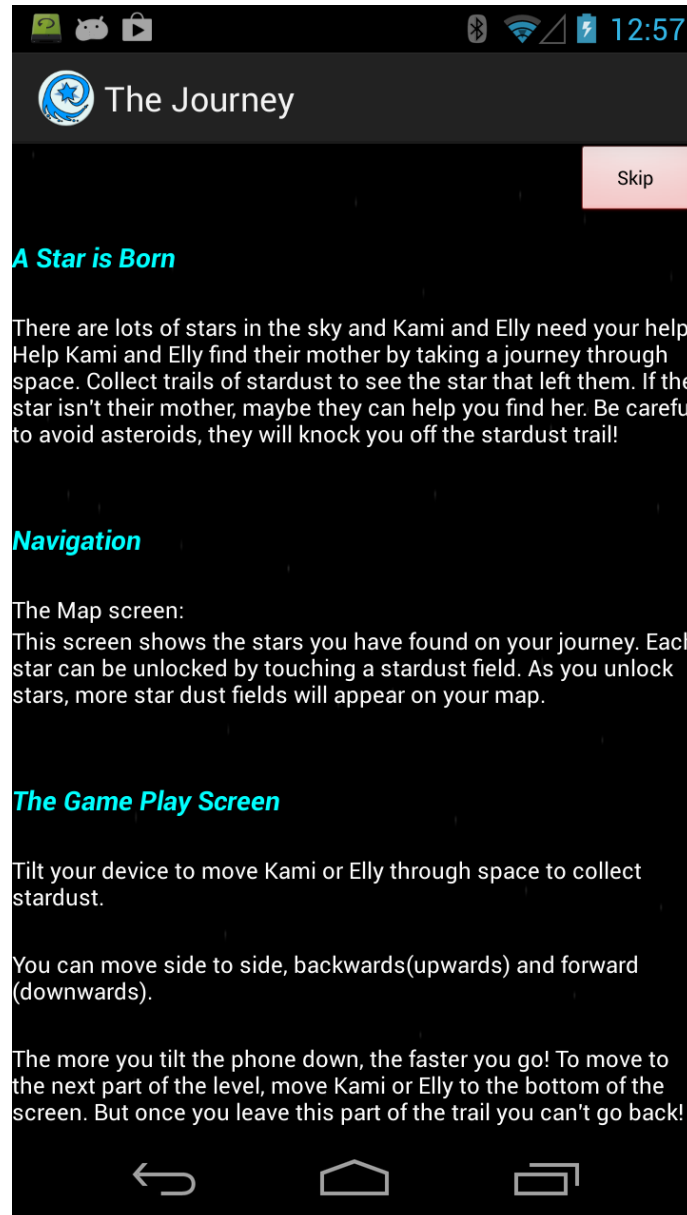 12:57
The Journey
Skip
A Star is Born
There are lots of stars in the sky and Kami and Elly need your help
Help Kami and Elly find their mother by taking a journey through
space. Collect trails of stardust to see the star that left them. If the
star isn't their mother, maybe they can help you find her. Be carefu
to avoid asteroids, they will knock you off the stardust trail!
Navigation
The Map screen:
This screen shows the stars you have found on your journey. Each
star can be unlocked by touching a stardust field. As you unlock
stars, more star dust fields will appear on your map.
The Game Play Screen
Tilt your device to move Kami or Elly through space to collect
stardust.
You can move side to side, backwards(upwards) and forward
(downwards).
The more you tilt the phone down, the faster you go! To move to
the next part of the level, move Kami or Elly to the bottom of the
screen. But once you leave this part of the trail you can't go back!